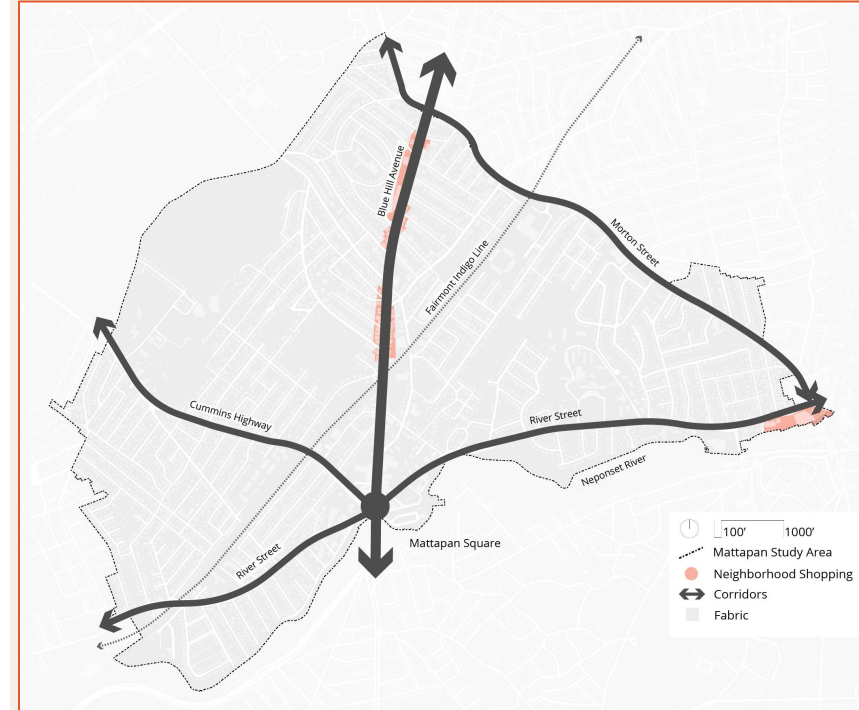 Blue Hill Avenue
Fairmont Indigo Line
Morton Street
Cummins Highway
River Street
Neponset River
River Street
Mattapan Square
100' 1000'
Mattapan Study Area
Neighborhood Shopping
Corridors
Fabric